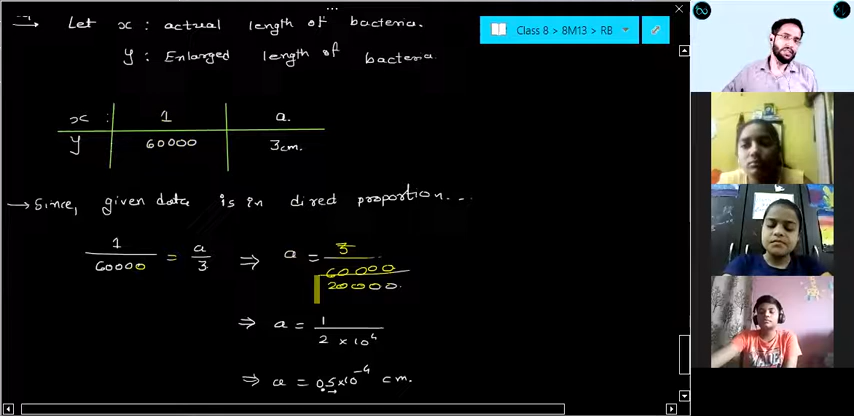 → Let x : actual length of bacteria.
Class 8 > 8M13 > RB
y : Enlarged length of bacteria.
x : 1 a.
y 60000 3cm.
→ Since, given data is in dired proportion...
1/60000 = a/3 ⇒ a = 3/60000
20000.
⇒ a = 1/2 × 10⁴
⇒ a = 0.5×10⁻⁴ cm.